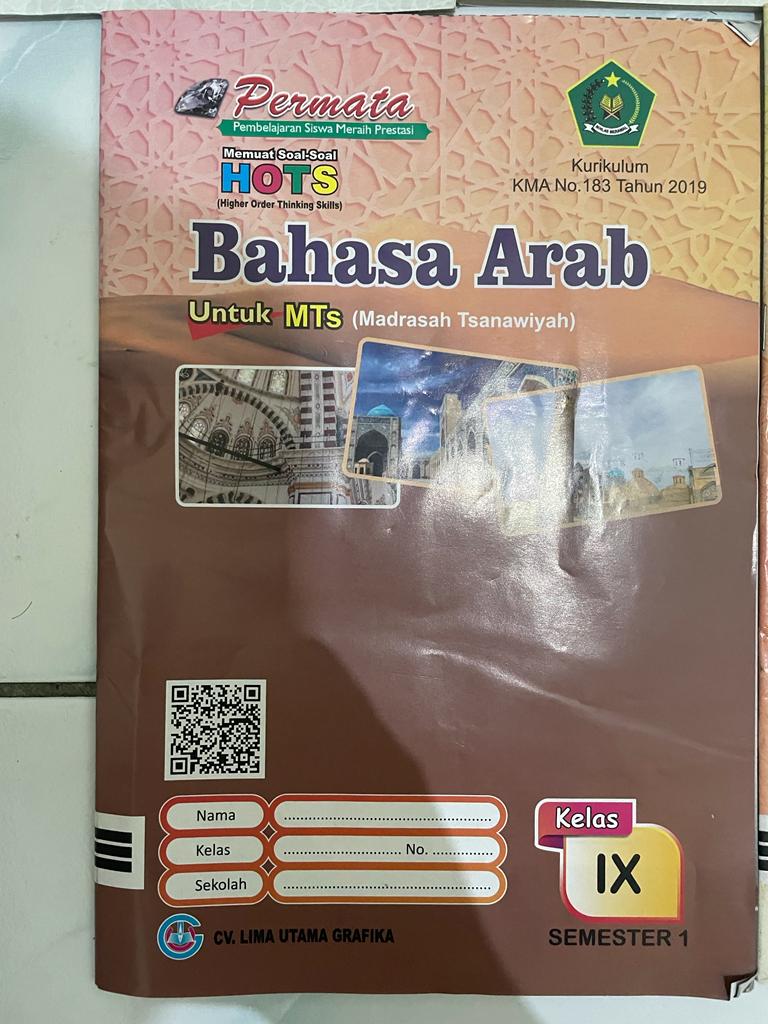 Permata
Pembelajaran Siswa Meraih Prestasi
Memuat Soal-Soal
HOTS
(Higher Order Thinking Skills)
Kurikulum
KMA No.183 Tahun 2019
Bahasa Arab
Untuk MTs (Madrasah Tsanawiyah)
Nama ..........................................
Kelas ........................ No. ............
Sekolah ..........................................
Kelas
IX
SEMESTER 1
CV. LIMA UTAMA GRAFIKA